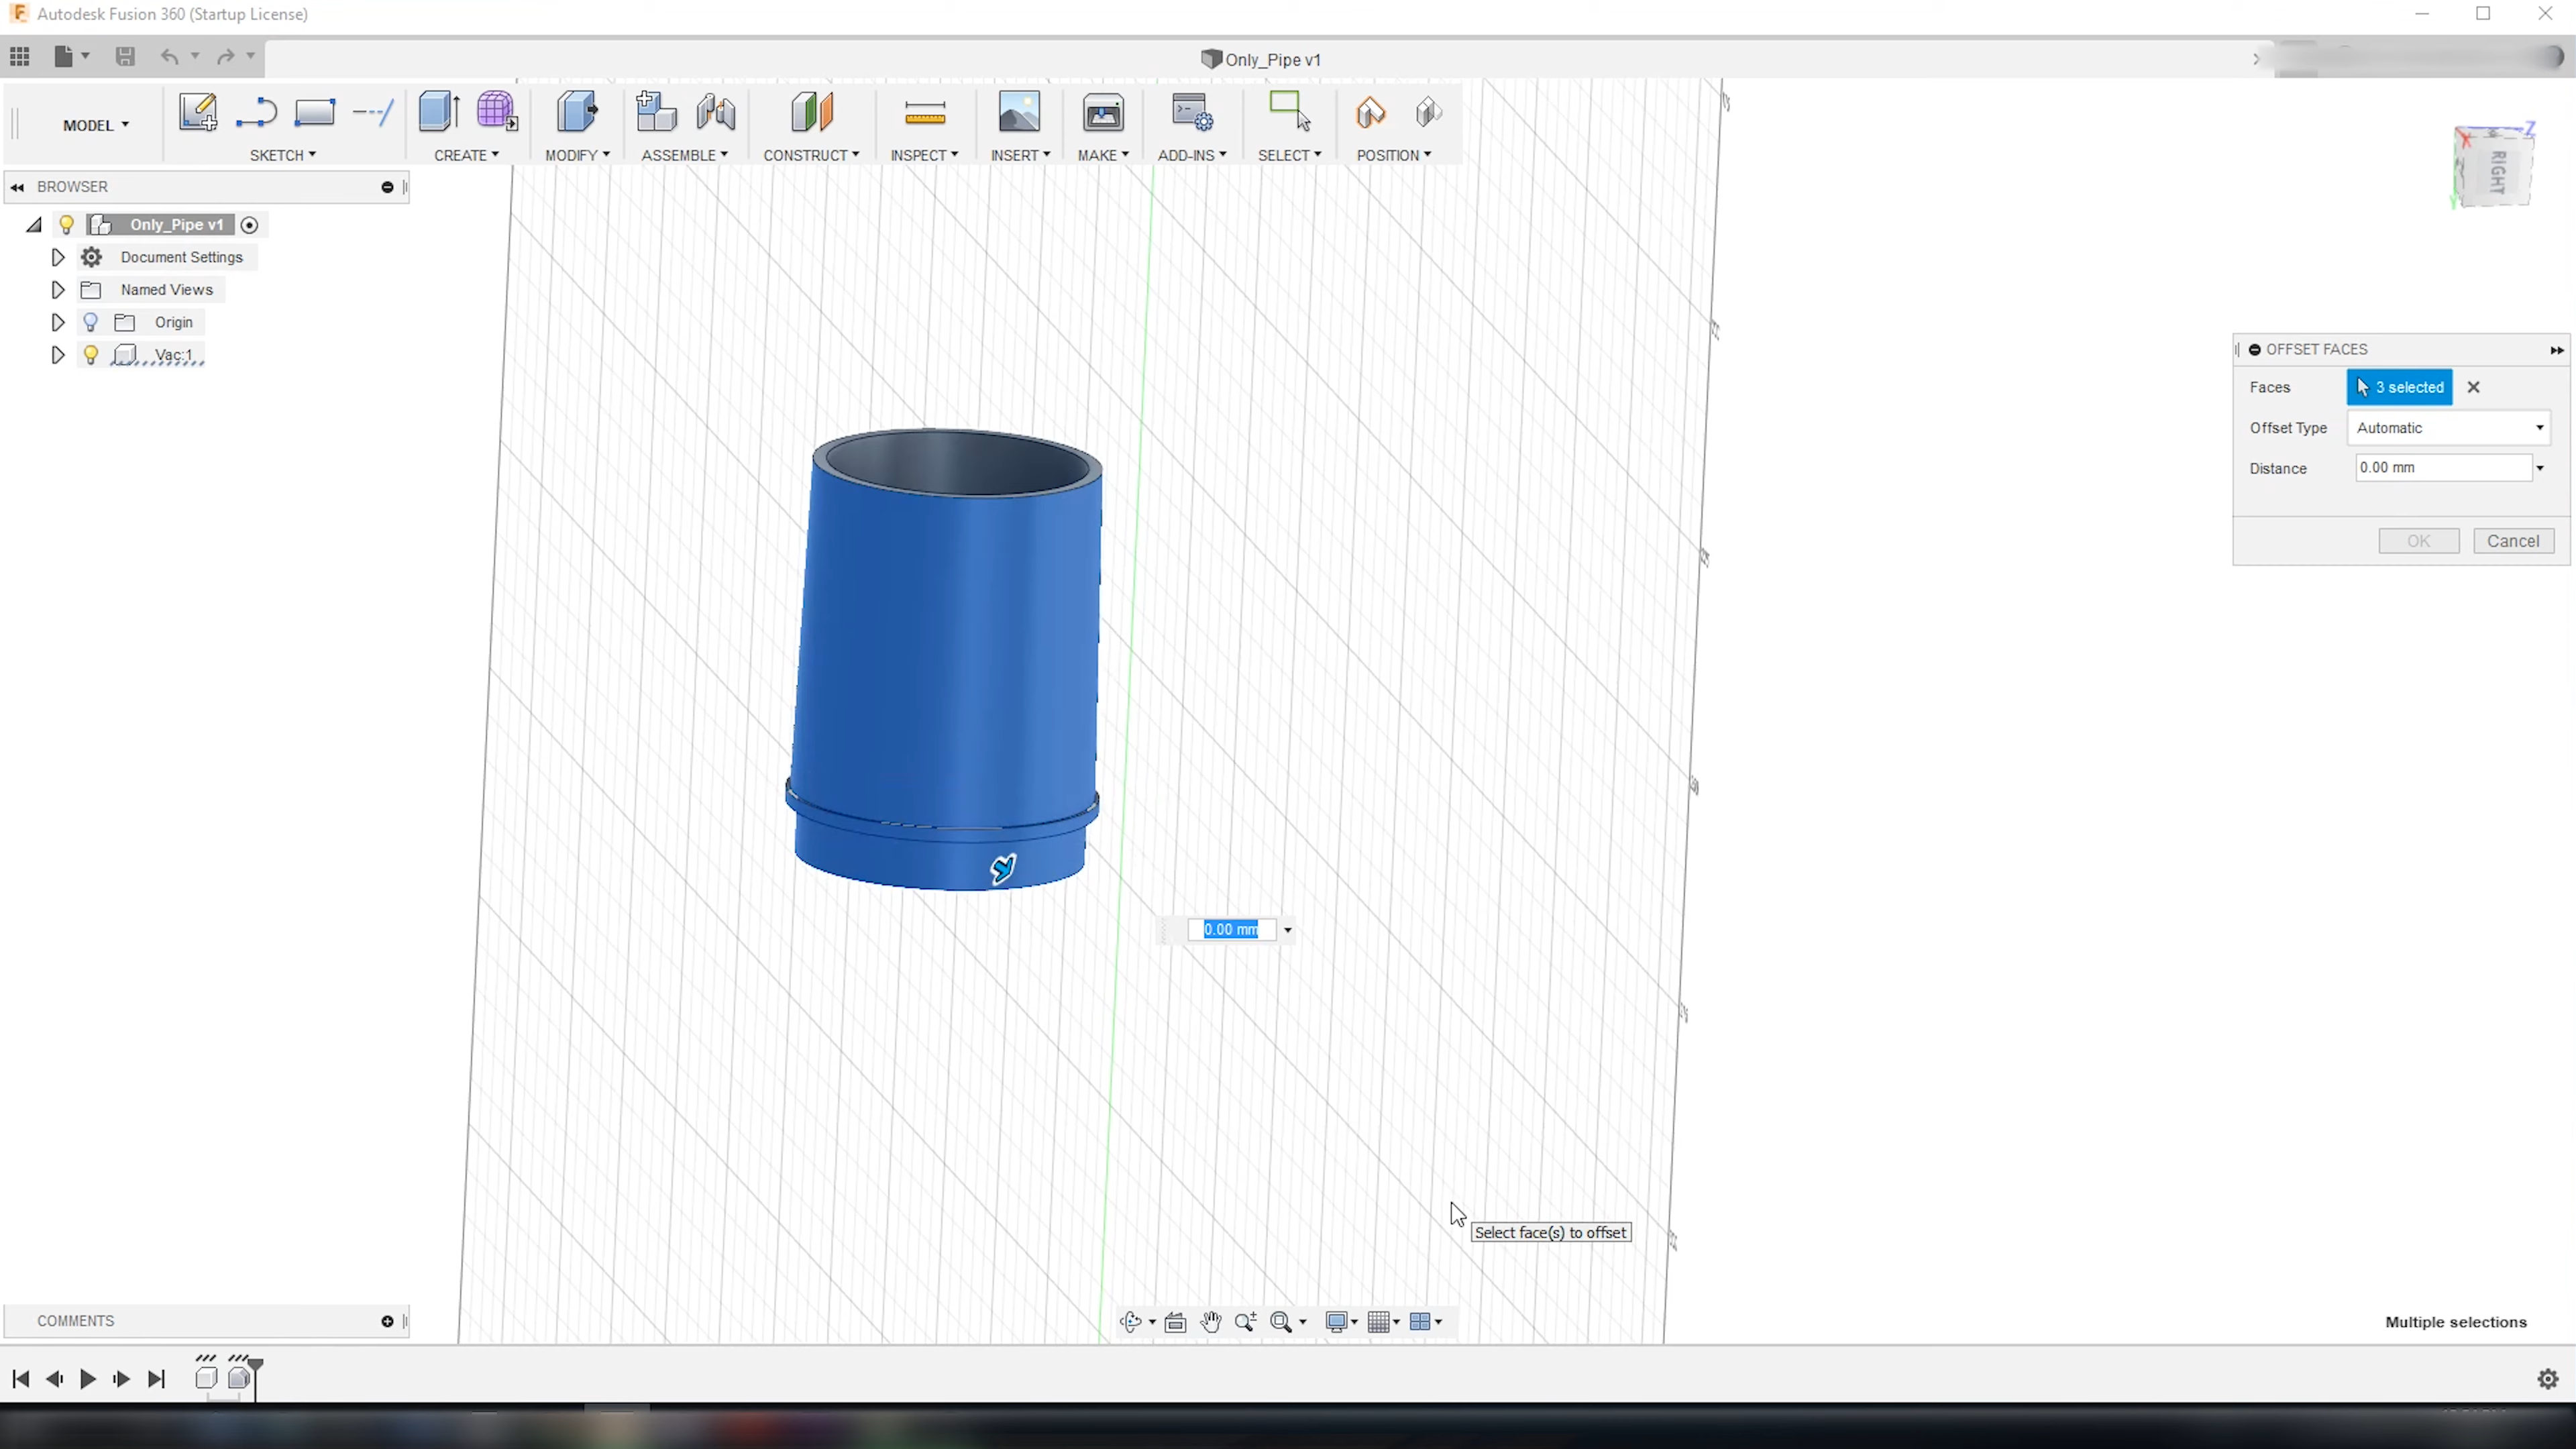 Autodesk Fusion 360 (Startup License)
Only_Pipe v1
MODEL
SKETCH
CREATE
MODIFY
ASSEMBLE
CONSTRUCT
INSPECT
INSERT
MAKE
ADD-INS
SELECT
POSITION
Z
X
RIGHT
Y
BROWSER
Only_Pipe v1
Document Settings
Named Views
Origin
Vac:1
OFFSET FACES
Faces
3 selected
Offset Type
Automatic
Distance
0.00 mm
OK
Cancel
0.00 mm
Select face(s) to offset
COMMENTS
Multiple selections